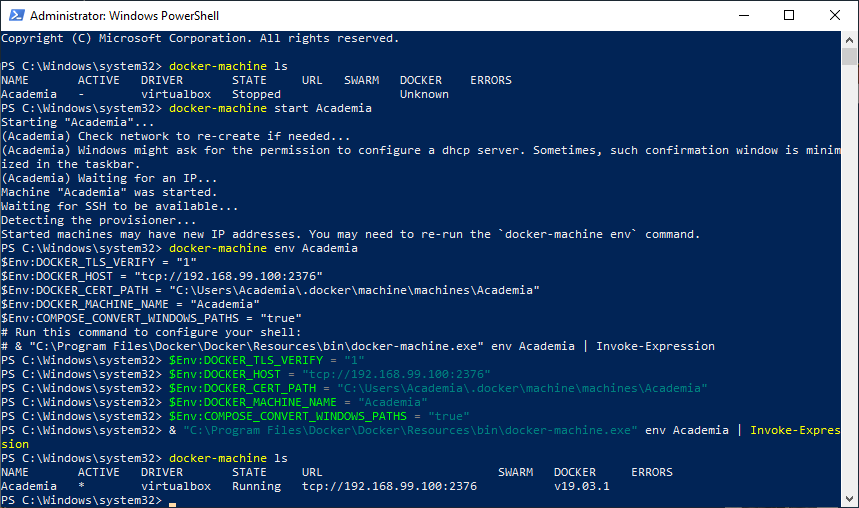 Administrator: Windows PowerShell
Copyright (C) Microsoft Corporation. All rights reserved.
PS C:\Windows\system32> docker-machine ls
NAME       ACTIVE   DRIVER       STATE     URL   SWARM   DOCKER    ERRORS
Academia   -        virtualbox   Stopped                 Unknown
PS C:\Windows\system32> docker-machine start Academia
Starting "Academia"...
(Academia) Check network to re-create if needed...
(Academia) Windows might ask for the permission to configure a dhcp server. Sometimes, such confirmation window is minim
ized in the taskbar.
(Academia) Waiting for an IP...
Machine "Academia" was started.
Waiting for SSH to be available...
Detecting the provisioner...
Started machines may have new IP addresses. You may need to re-run the `docker-machine env` command.
PS C:\Windows\system32> docker-machine env Academia
$Env:DOCKER_TLS_VERIFY = "1"
$Env:DOCKER_HOST = "tcp://192.168.99.100:2376"
$Env:DOCKER_CERT_PATH = "C:\Users\Academia\.docker\machine\machines\Academia"
$Env:DOCKER_MACHINE_NAME = "Academia"
$Env:COMPOSE_CONVERT_WINDOWS_PATHS = "true"
# Run this command to configure your shell:
# & "C:\Program Files\Docker\Docker\Resources\bin\docker-machine.exe" env Academia | Invoke-Expression
PS C:\Windows\system32> $Env:DOCKER_TLS_VERIFY = "1"
PS C:\Windows\system32> $Env:DOCKER_HOST = "tcp://192.168.99.100:2376"
PS C:\Windows\system32> $Env:DOCKER_CERT_PATH = "C:\Users\Academia\.docker\machine\machines\Academia"
PS C:\Windows\system32> $Env:DOCKER_MACHINE_NAME = "Academia"
PS C:\Windows\system32> $Env:COMPOSE_CONVERT_WINDOWS_PATHS = "true"
PS C:\Windows\system32> & "C:\Program Files\Docker\Docker\Resources\bin\docker-machine.exe" env Academia | Invoke-Expres
sion
PS C:\Windows\system32> docker-machine ls
NAME       ACTIVE   DRIVER       STATE     URL                         SWARM   DOCKER     ERRORS
Academia   *        virtualbox   Running   tcp://192.168.99.100:2376           v19.03.1
PS C:\Windows\system32>